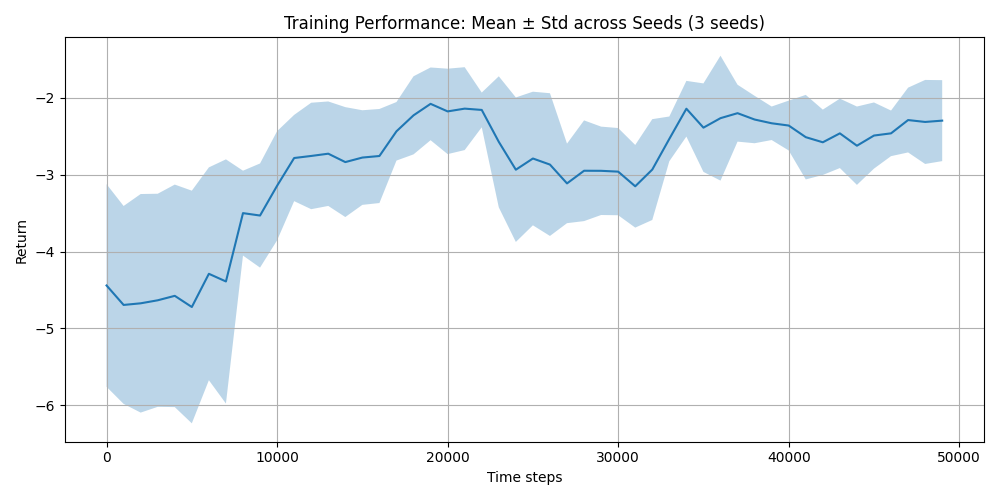 Training Performance: Mean ± Std across Seeds (3 seeds)
−2
−3
−4
−5
−6
Return
0 10000 20000 30000 40000 50000
Time steps